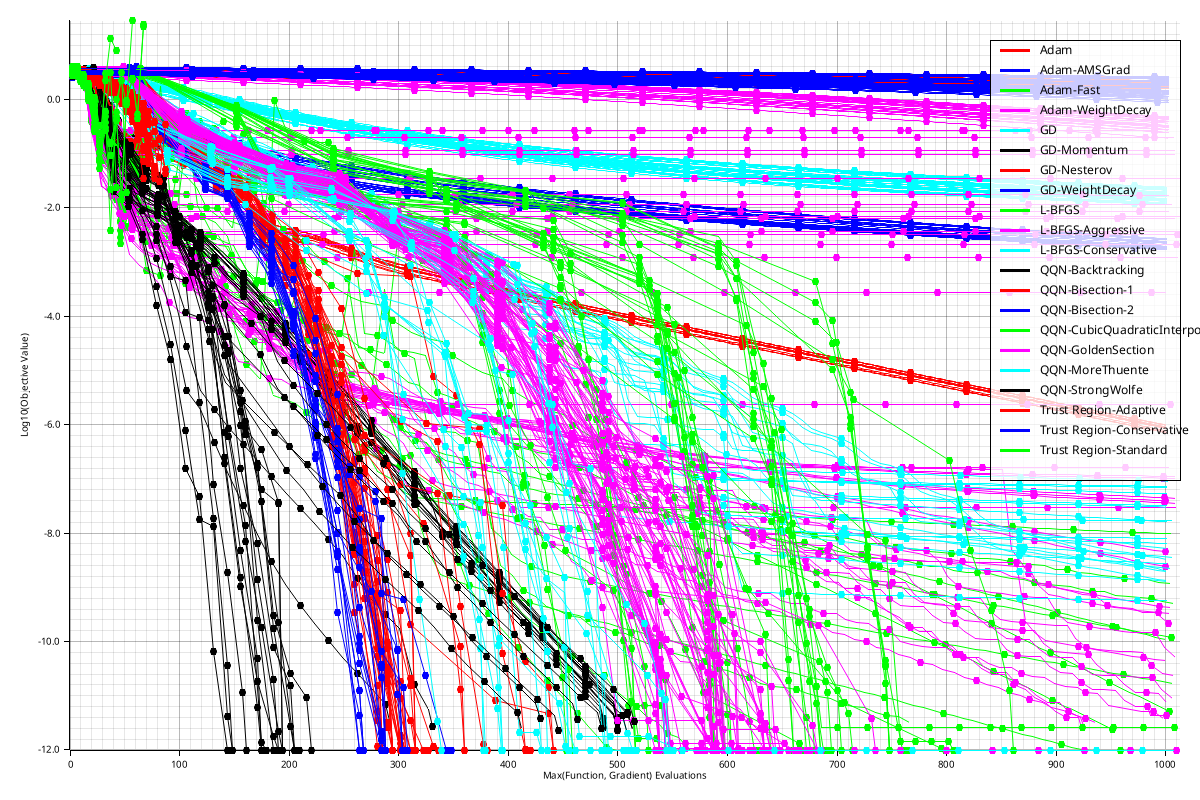 Adam
Adam-AMSGrad
Adam-Fast
Adam-WeightDecay
GD
GD-Momentum
GD-Nesterov
GD-WeightDecay
L-BFGS
L-BFGS-Aggressive
L-BFGS-Conservative
QQN-Backtracking
QQN-Bisection-1
QQN-Bisection-2
QQN-CubicQuadraticInterpo
QQN-GoldenSection
QQN-MoreThuente
QQN-StrongWolfe
Trust Region-Adaptive
Trust Region-Conservative
Trust Region-Standard
Log10(Objective Value)
0.0
-2.0
-4.0
-6.0
-8.0
-10.0
-12.0
0 100 200 300 400 500 600 700 800 900 1000
Max(Function, Gradient) Evaluations